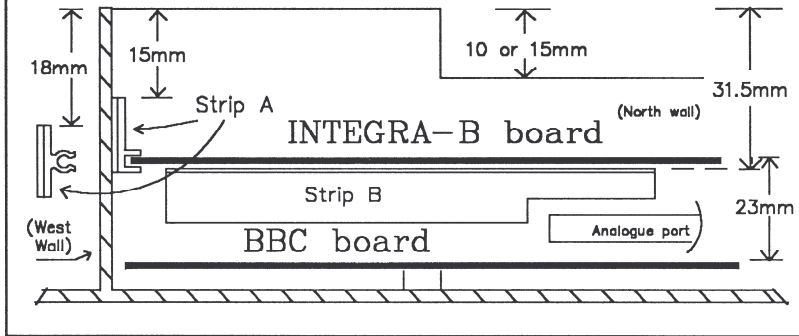 18mm
15mm
10 or 15mm
31.5mm
Strip A
(North wall)
INTEGRA-B board
Strip B
23mm
(West
Wall)
BBC board
Analogue port